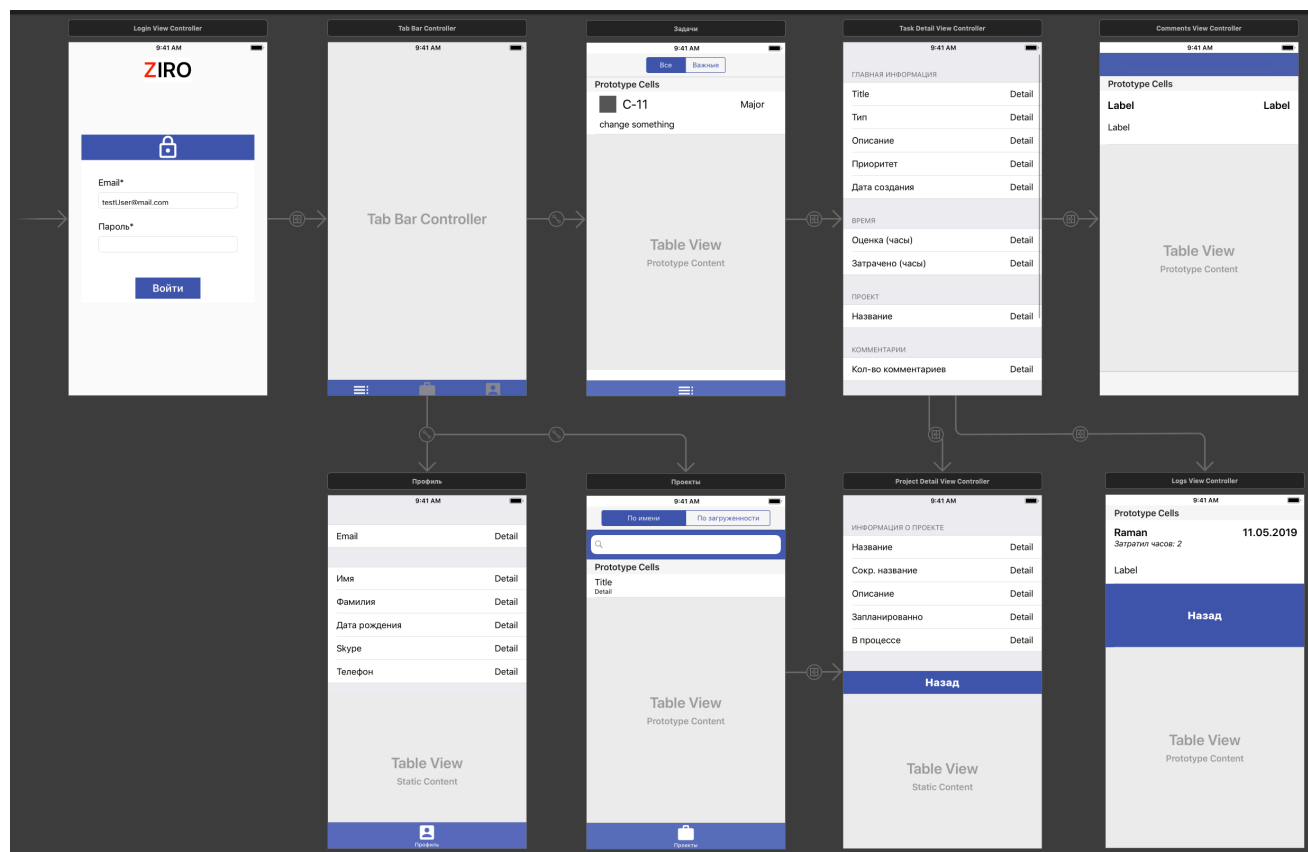 Login View Controller
9:41 AM
ZIRO
Email*
testUser@mail.com
Пароль*
Войти
Tab Bar Controller
9:41 AM
Tab Bar Controller
Задачи
9:41 AM
Все Важные
Prototype Cells
C-11 Major
change something
Table View
Prototype Content
Task Detail View Controller
9:41 AM
ГЛАВНАЯ ИНФОРМАЦИЯ
Title Detail
Тип Detail
Описание Detail
Приоритет Detail
Дата создания Detail
ВРЕМЯ
Оценка (часы) Detail
Затрачено (часы) Detail
ПРОЕКТ
Название Detail
КОММЕНТАРИИ
Кол-во комментариев Detail
Comments View Controller
9:41 AM
Prototype Cells
Label Label
Label
Table View
Prototype Content
Профиль
9:41 AM
Email Detail
Имя Detail
Фамилия Detail
Дата рождения Detail
Skype Detail
Телефон Detail
Table View
Static Content
Профиль
Проекты
9:41 AM
По имени По загруженности
Prototype Cells
Title
Detail
Table View
Prototype Content
Проекты
Project Detail View Controller
9:41 AM
ИНФОРМАЦИЯ О ПРОЕКТЕ
Название Detail
Сокр. название Detail
Описание Detail
Запланированно Detail
В процессе Detail
Назад
Table View
Static Content
Logs View Controller
9:41 AM
Prototype Cells
Raman 11.05.2019
Затратил часов: 2
Label
Назад
Table View
Prototype Content